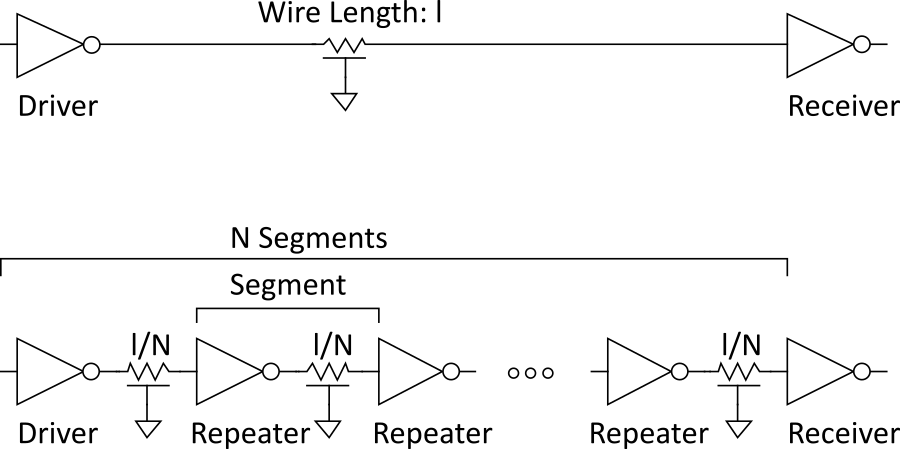 Wire Length: l
Driver
Receiver
N Segments
Segment
l/N
l/N
l/N
Driver
Repeater
Repeater
Repeater
Receiver